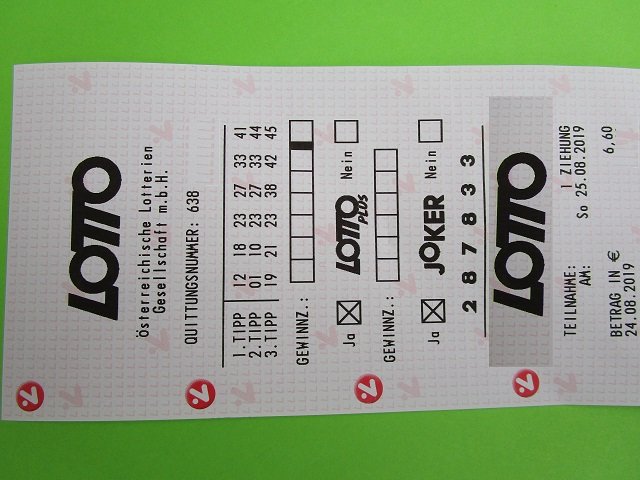 LOTTO
Österreichische Lotterien
Gesellschaft m.b.H.
QUITTUNGSNUMMER: 638
1.TIPP 12 18 23 27 33 41
2.TIPP 01 10 23 27 33 44
3.TIPP 19 21 23 38 42 45
GEWINNZ.:
Ja LOTTO PLUS Nein
GEWINNZ.:
Ja JOKER Nein
2 8 7 8 3 3
LOTTO
TEILNAHME: 1 ZIEHUNG
AM: So 25.08.2019
BETRAG IN € 6,60
24.08.2019